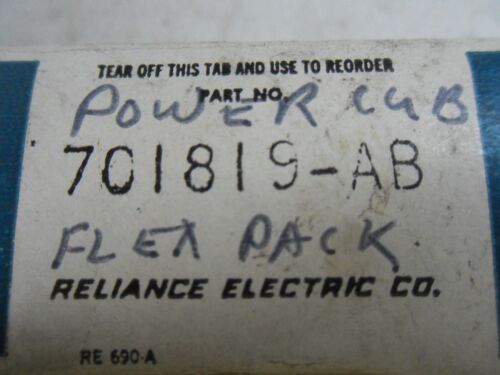 TEAR OFF THIS TAB AND USE TO REORDER
PART NO.
POWER CUB
701819-AB
FLEX PACK
RELIANCE ELECTRIC CO.
RE 690-A